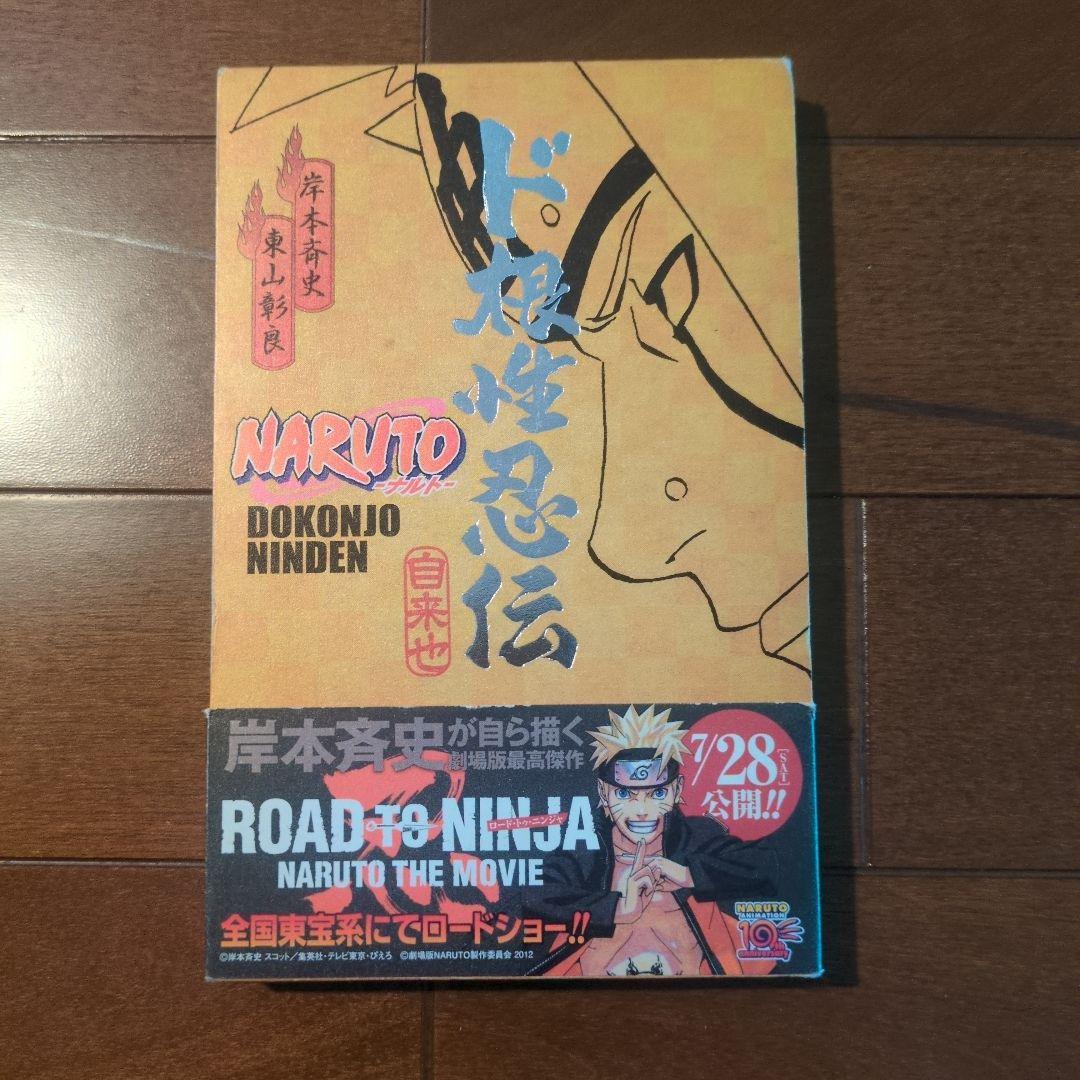 ド根性忍伝
岸本斉史
東山彰良
NARUTO
-ナルト-
DOKONJO
NINDEN
自来也
岸本斉史が自ら描く
劇場版最高傑作
ROAD TO NINJA
ロード・トゥ・ニンジャ
NARUTO THE MOVIE
全国東宝系にてロードショー!!
©岸本斉史 スコット/集英社・テレビ東京・ぴえろ ©劇場版NARUTO製作委員会 2012
7/28[SAT]
公開!!
NARUTO
ANIMATION
10th
anniversary